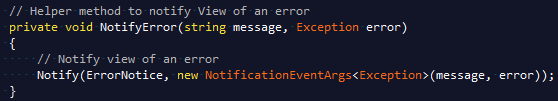 // Helper method to notify View of an error
private void NotifyError(string message, Exception error)
{
    // Notify view of an error
    Notify(ErrorNotice, new NotificationEventArgs<Exception>(message, error));
}